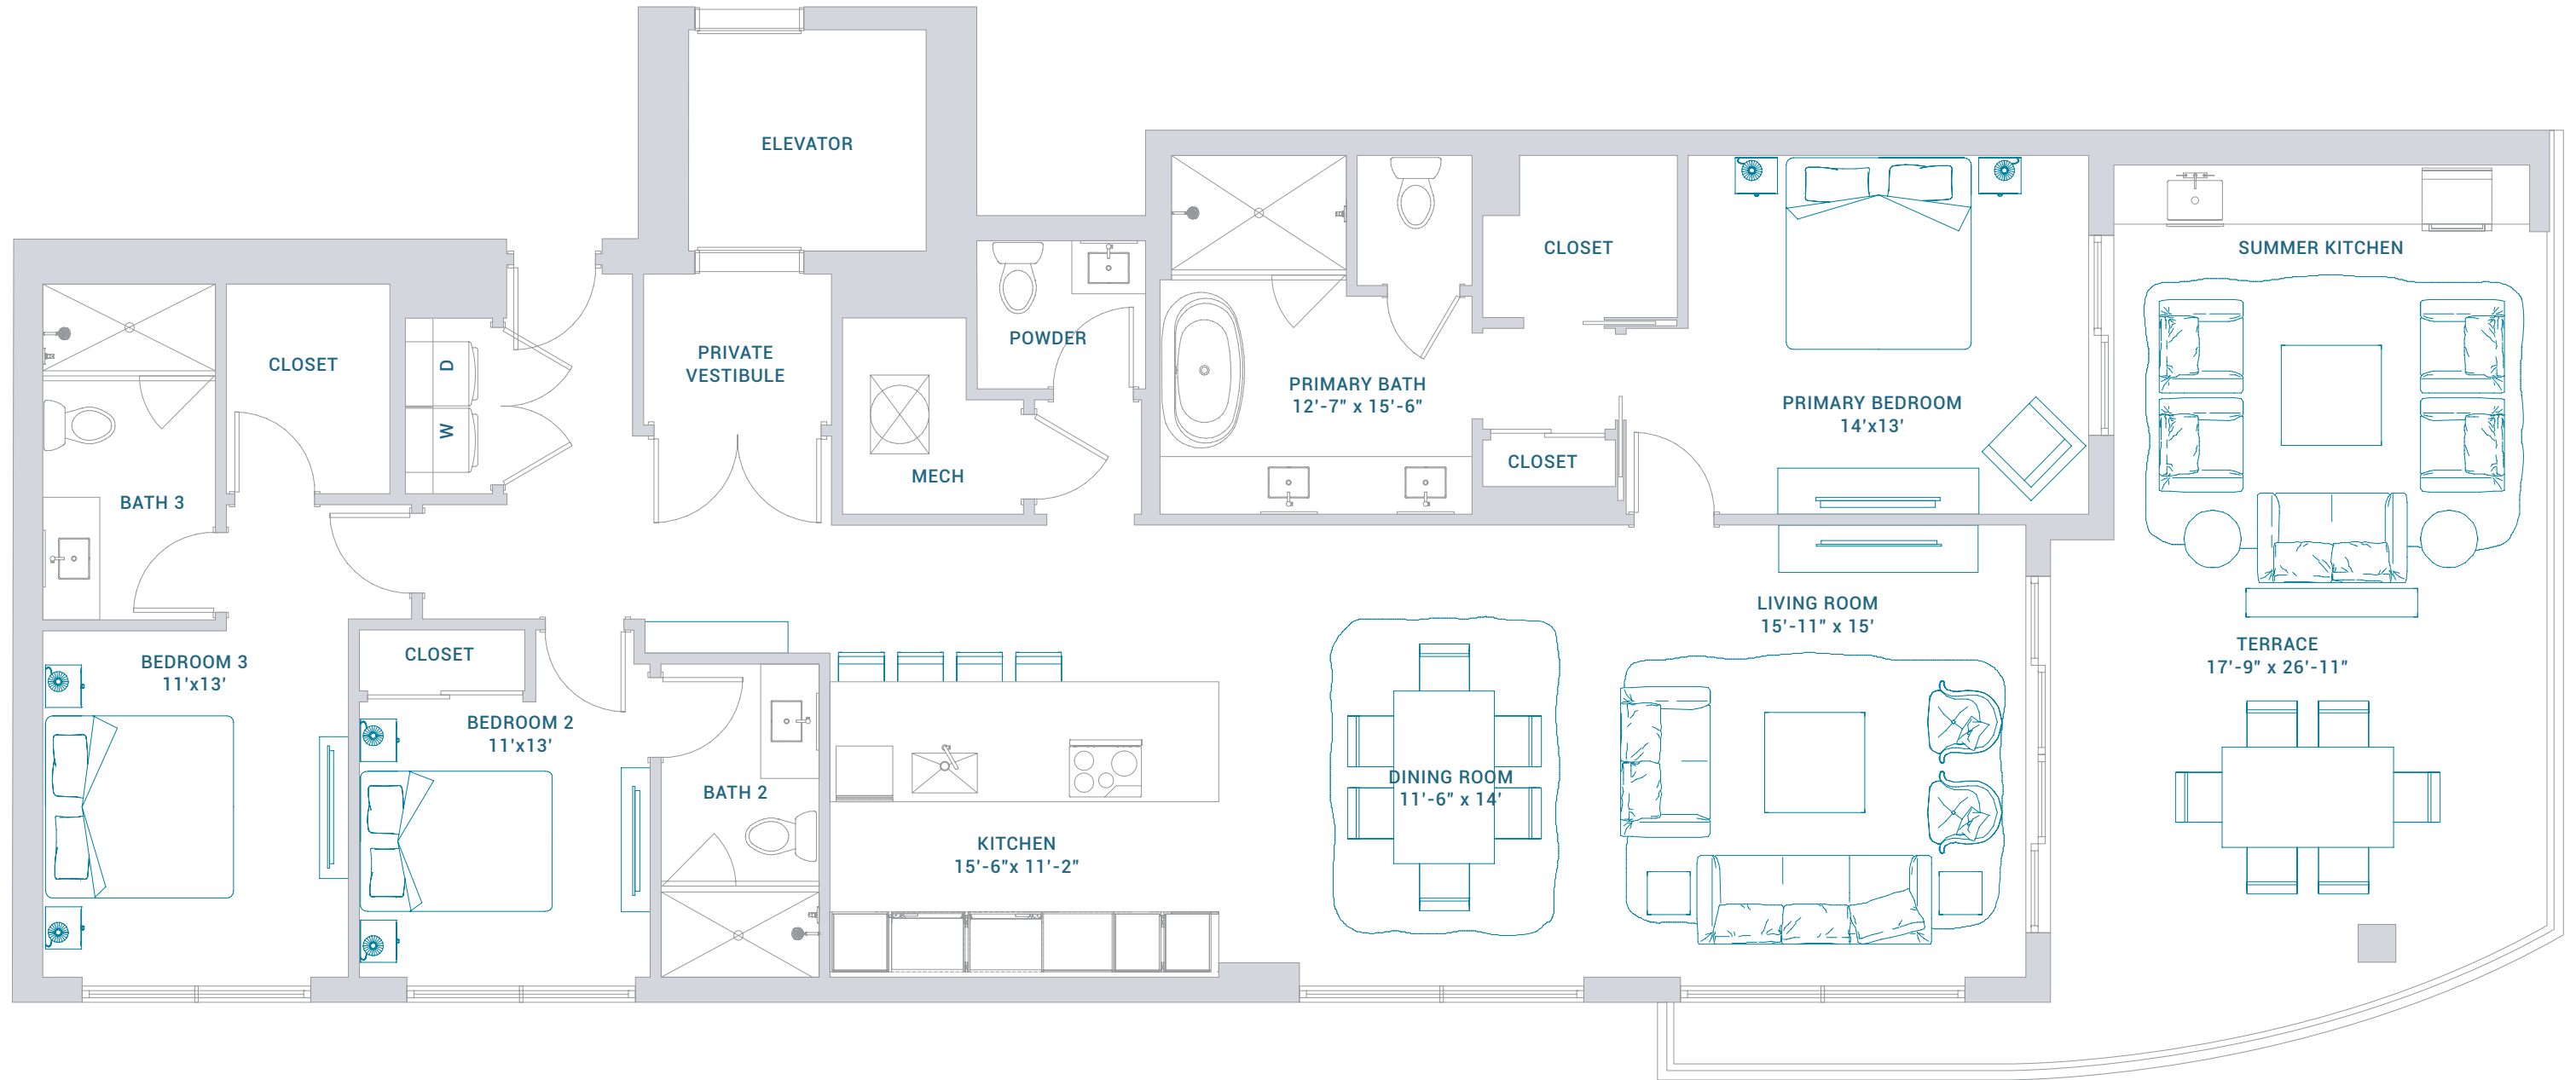 ELEVATOR
CLOSET
SUMMER KITCHEN
POWDER
PRIVATE
VESTIBULE
CLOSET
D
W
PRIMARY BATH
12'-7" x 15'-6"
PRIMARY BEDROOM
14'x13'
CLOSET
MECH
BATH 3
LIVING ROOM
15'-11" x 15'
TERRACE
17'-9" x 26'-11"
BEDROOM 3
11'x13'
CLOSET
BEDROOM 2
11'x13'
BATH 2
DINING ROOM
11'-6" x 14'
KITCHEN
15'-6"x 11'-2"